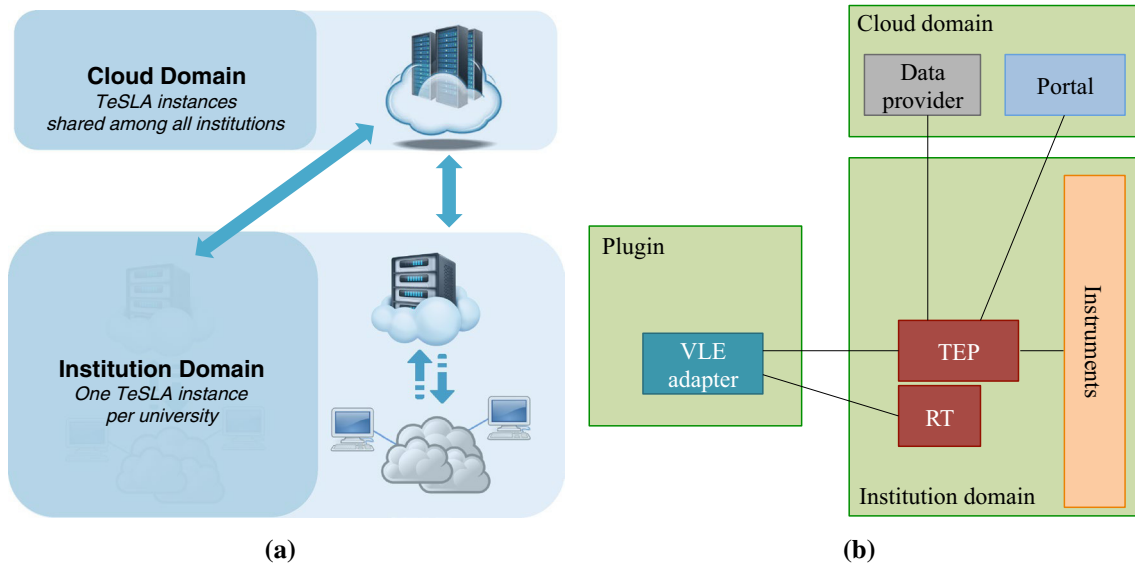 Cloud Domain
TeSLA instances
shared among all institutions
Institution Domain
One TeSLA instance
per university
(a)
Cloud domain
Data
provider
Portal
Plugin
VLE
adapter
TEP
RT
Instruments
Institution domain
(b)